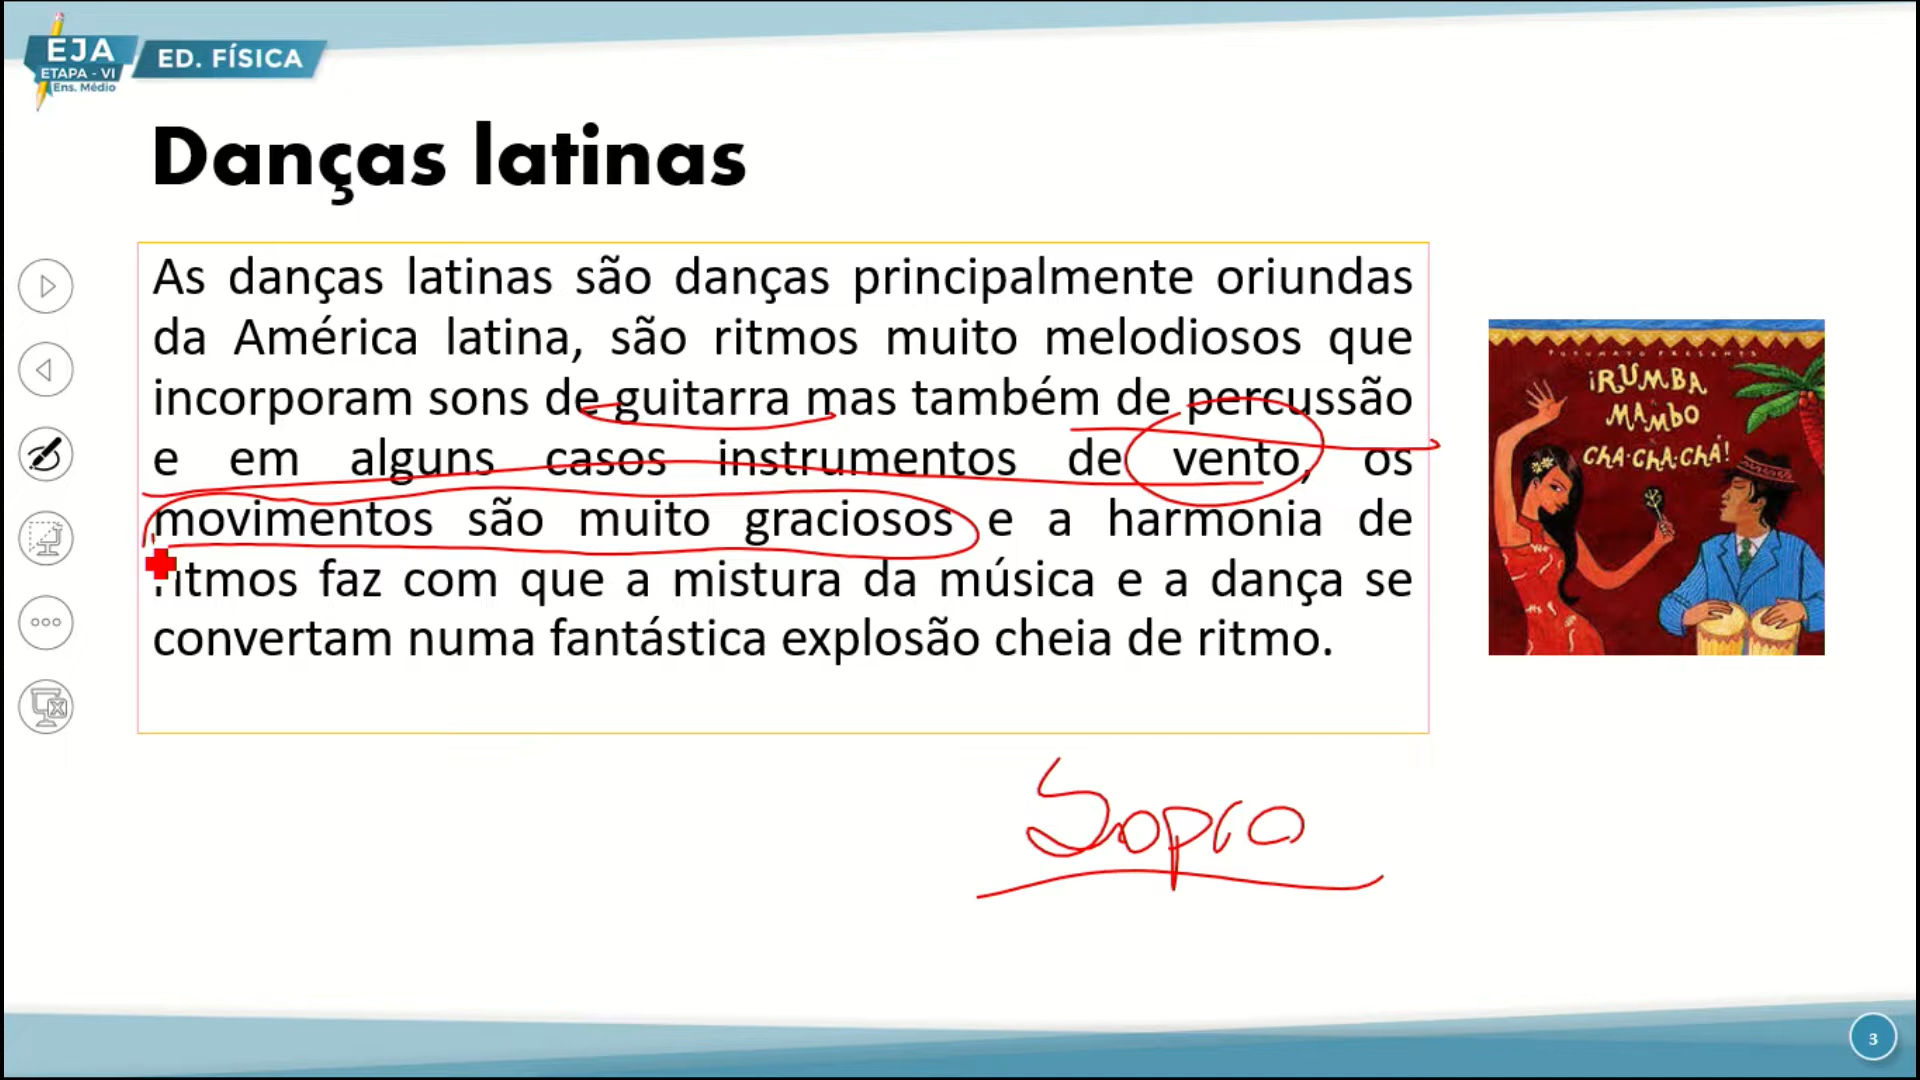 EJA
ETAPA - VI
Ens. Médio
ED. FÍSICA
Danças latinas
As danças latinas são danças principalmente oriundas
da América latina, são ritmos muito melodiosos que
incorporam sons de guitarra mas também de percussão
e em alguns casos instrumentos de vento, os
movimentos são muito graciosos e a harmonia de
ritmos faz com que a mistura da música e a dança se
convertam numa fantástica explosão cheia de ritmo.
PUTUMAYO PRESENTS
¡RUMBA
MAMBO
CHA·CHA·CHÁ!
Sopro
3